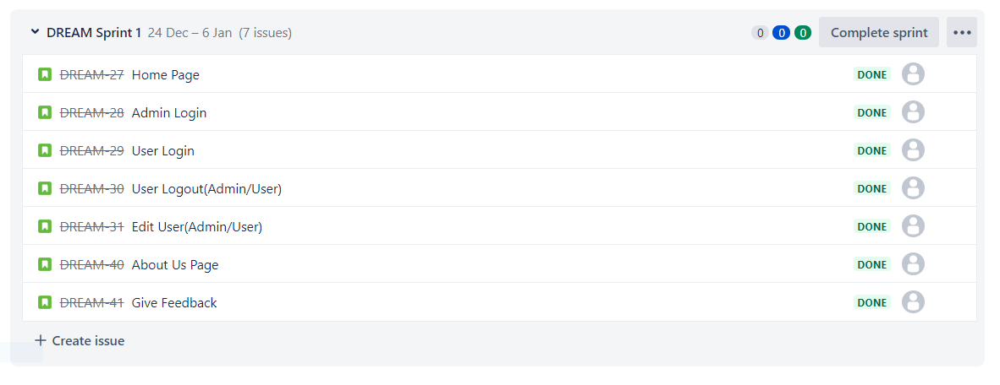 DREAM Sprint 1 24 Dec – 6 Jan (7 issues) 0 0 0 Complete sprint
DREAM-27 Home Page DONE
DREAM-28 Admin Login DONE
DREAM-29 User Login DONE
DREAM-30 User Logout(Admin/User) DONE
DREAM-31 Edit User(Admin/User) DONE
DREAM-40 About Us Page DONE
DREAM-41 Give Feedback DONE
+ Create issue